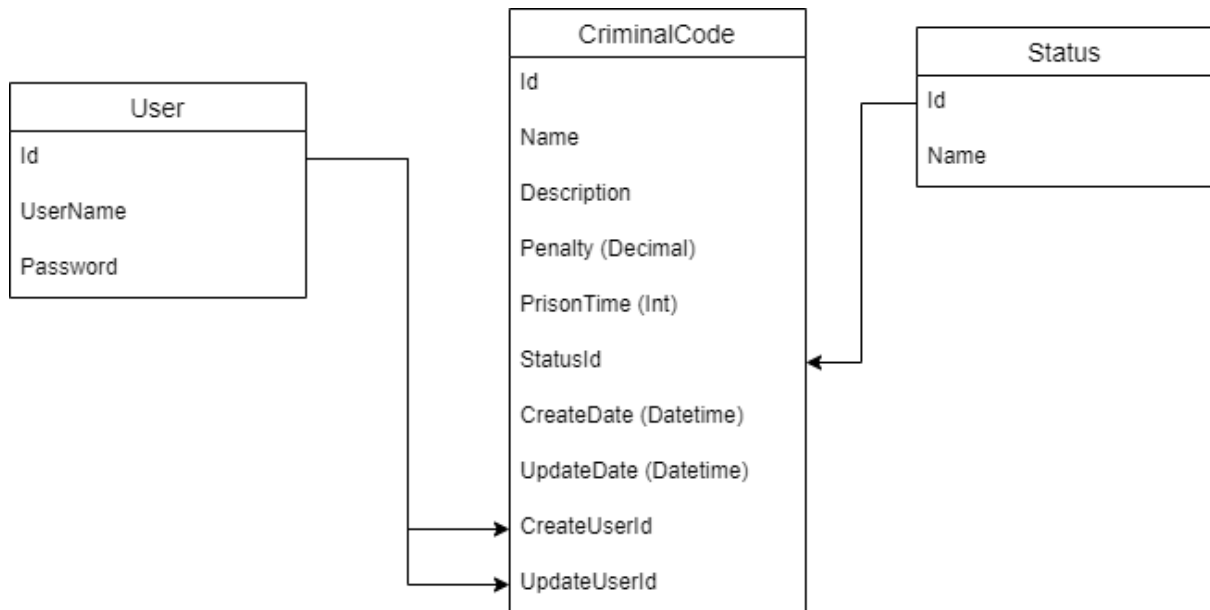 User
Id
UserName
Password
CriminalCode
Id
Name
Description
Penalty (Decimal)
PrisonTime (Int)
StatusId
CreateDate (Datetime)
UpdateDate (Datetime)
CreateUserId
UpdateUserId
Status
Id
Name